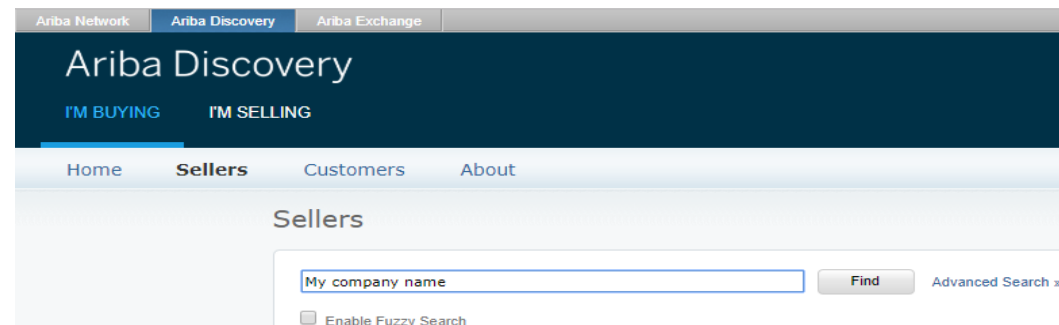 Ariba Network Ariba Discovery Ariba Exchange
Ariba Discovery
I'M BUYING I'M SELLING
Home Sellers Customers About
Sellers
My company name Find Advanced Search »
Enable Fuzzy Search